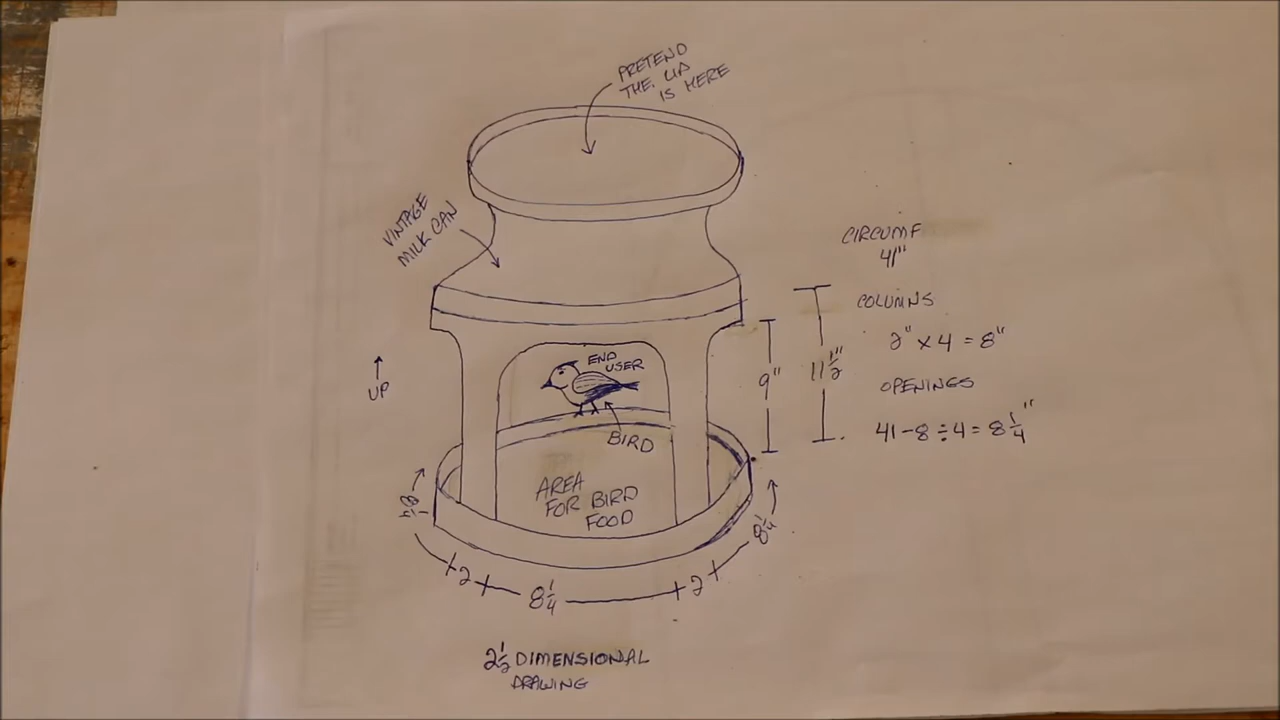 PRETEND
THE LID
IS HERE
VINTAGE
MILK CAN
CIRCUMF
41"
COLUMNS
2" x 4 = 8"
OPENINGS
41-8÷4=8 1/4"
11 1/2"
9"
UP
END
USER
BIRD
AREA
FOR BIRD
FOOD
8 1/4
2
8 1/4
2
8 1/4
2 1/2 DIMENSIONAL
DRAWING